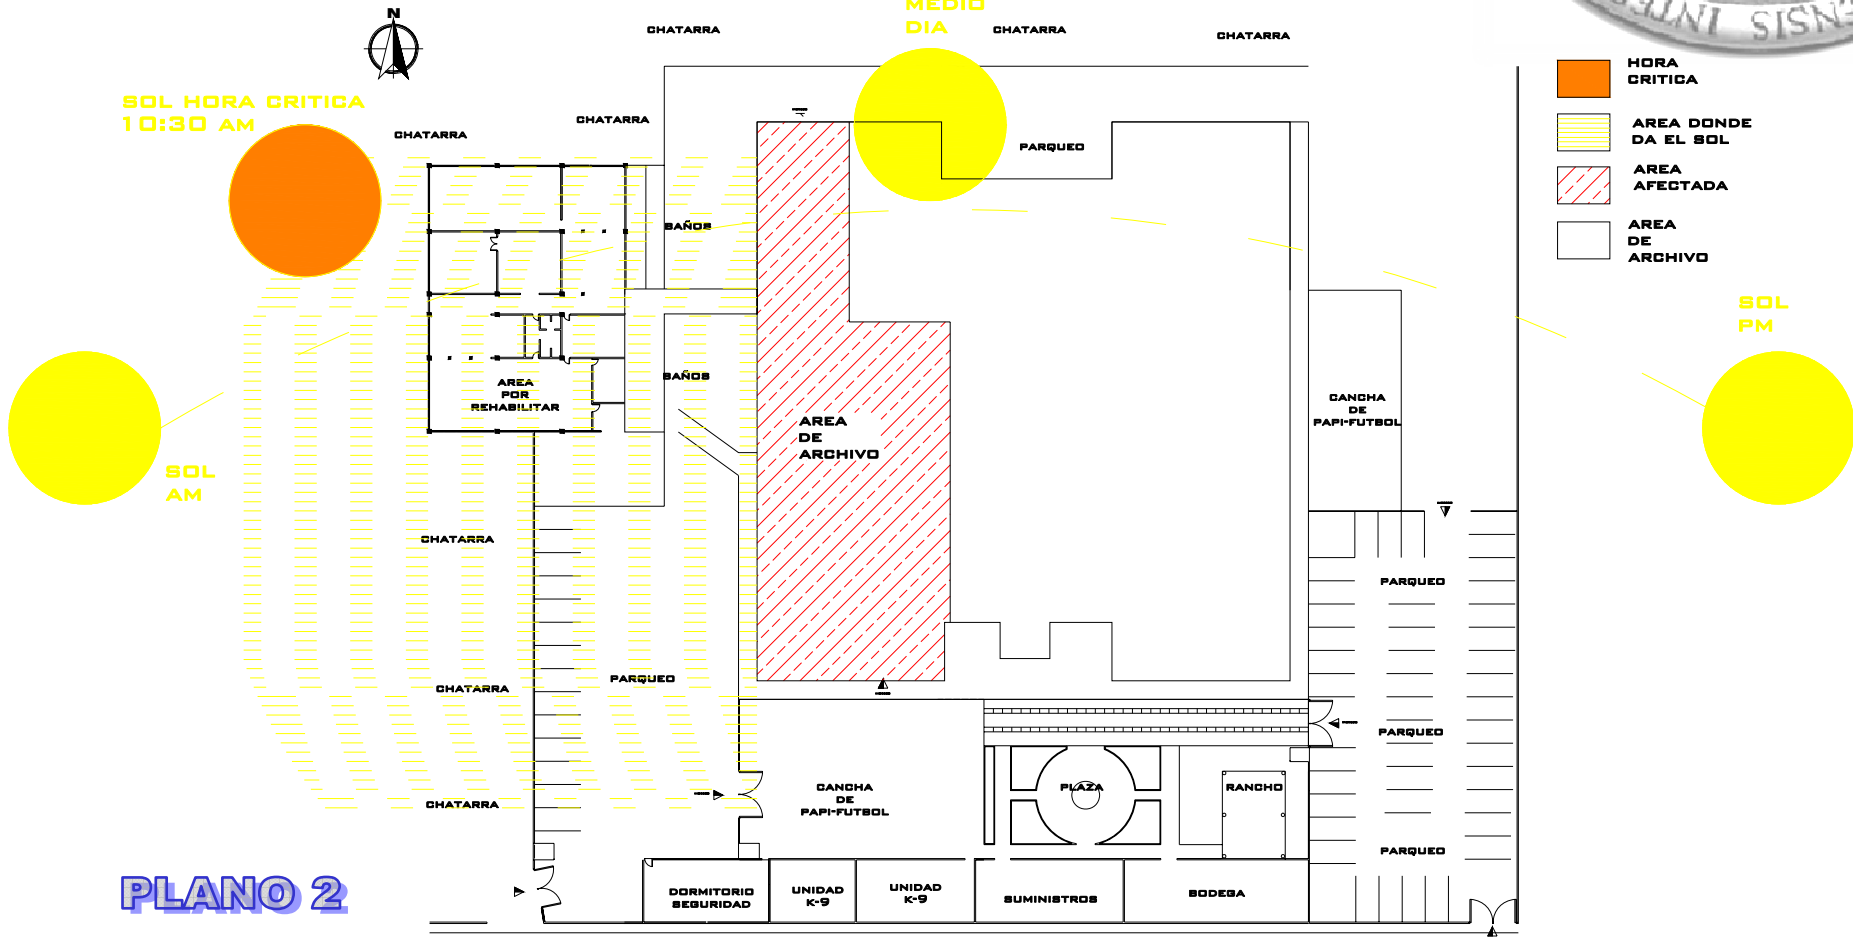 MEDIO
DIA
N
CHATARRA
CHATARRA
CHATARRA
ENSIS INTE
HORA
CRITICA
SOL HORA CRITICA
10:30 AM
CHATARRA
CHATARRA
PARQUEO
AREA DONDE
DA EL SOL
AREA
AFECTADA
AREA
DE
ARCHIVO
BAÑOS
SOL
PM
BAÑOS
AREA
POR
REHABILITAR
AREA
DE
ARCHIVO
CANCHA
DE
PAPI-FUTBOL
SOL
AM
CHATARRA
PARQUEO
CHATARRA
PARQUEO
PARQUEO
CHATARRA
CANCHA
DE
PAPI-FUTBOL
PLAZA
RANCHO
PARQUEO
PLANO 2
DORMITORIO
SEGURIDAD
UNIDAD
K-9
UNIDAD
K-9
SUMINISTROS
BODEGA